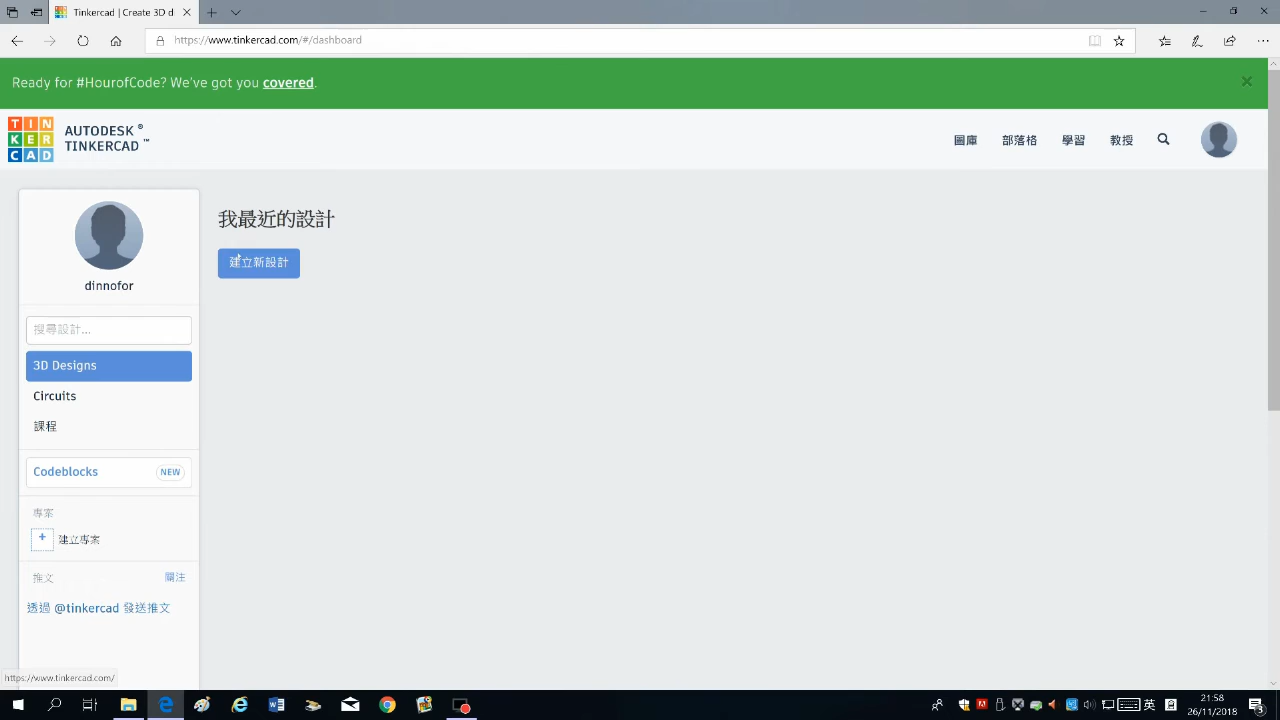 Tinkercad | Create 3D d
https://www.tinkercad.com/#/dashboard
Ready for #HourofCode? We've got you covered.
TIN
KER
CAD
AUTODESK ®
TINKERCAD ™
圖庫
部落格
學習
教授
dinnofor
我最近的設計
建立新設計
搜尋設計...
3D Designs
Circuits
課程
Codeblocks
NEW
專案
+ 建立專案
推文
關注
透過 @tinkercad 發送推文
https://www.tinkercad.com/
英
21:58
26/11/2018